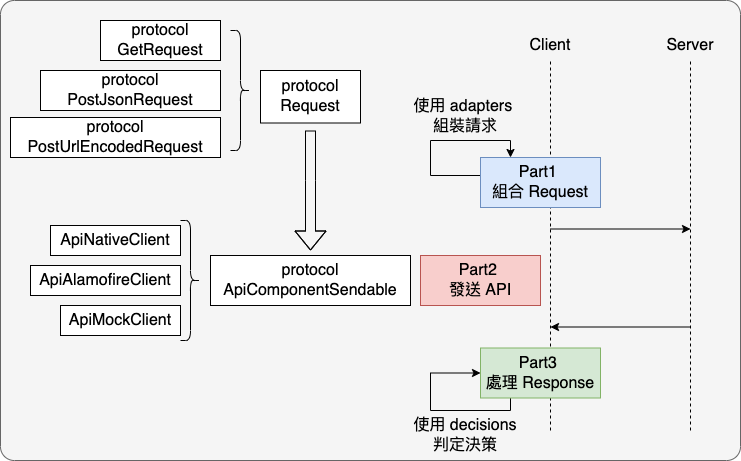 protocol
GetRequest
protocol
PostJsonRequest
protocol
PostUrlEncodedRequest
protocol
Request
ApiNativeClient
ApiAlamofireClient
ApiMockClient
protocol
ApiComponentSendable
Client
Server
使用 adapters
組裝請求
Part1
組合 Request
Part2
發送 API
Part3
處理 Response
使用 decisions
判定決策